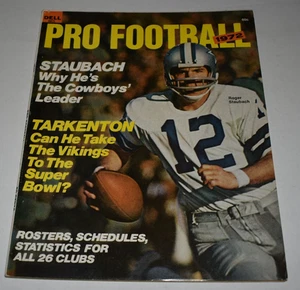 DELL
PRO FOOTBALL
1972
STAUBACH
Why He's
The Cowboys'
Leader
Roger
Staubach
TARKENTON
Can He Take
The Vikings
To The
Super
Bowl?
12
ROSTERS, SCHEDULES,
STATISTICS FOR
ALL 26 CLUBS